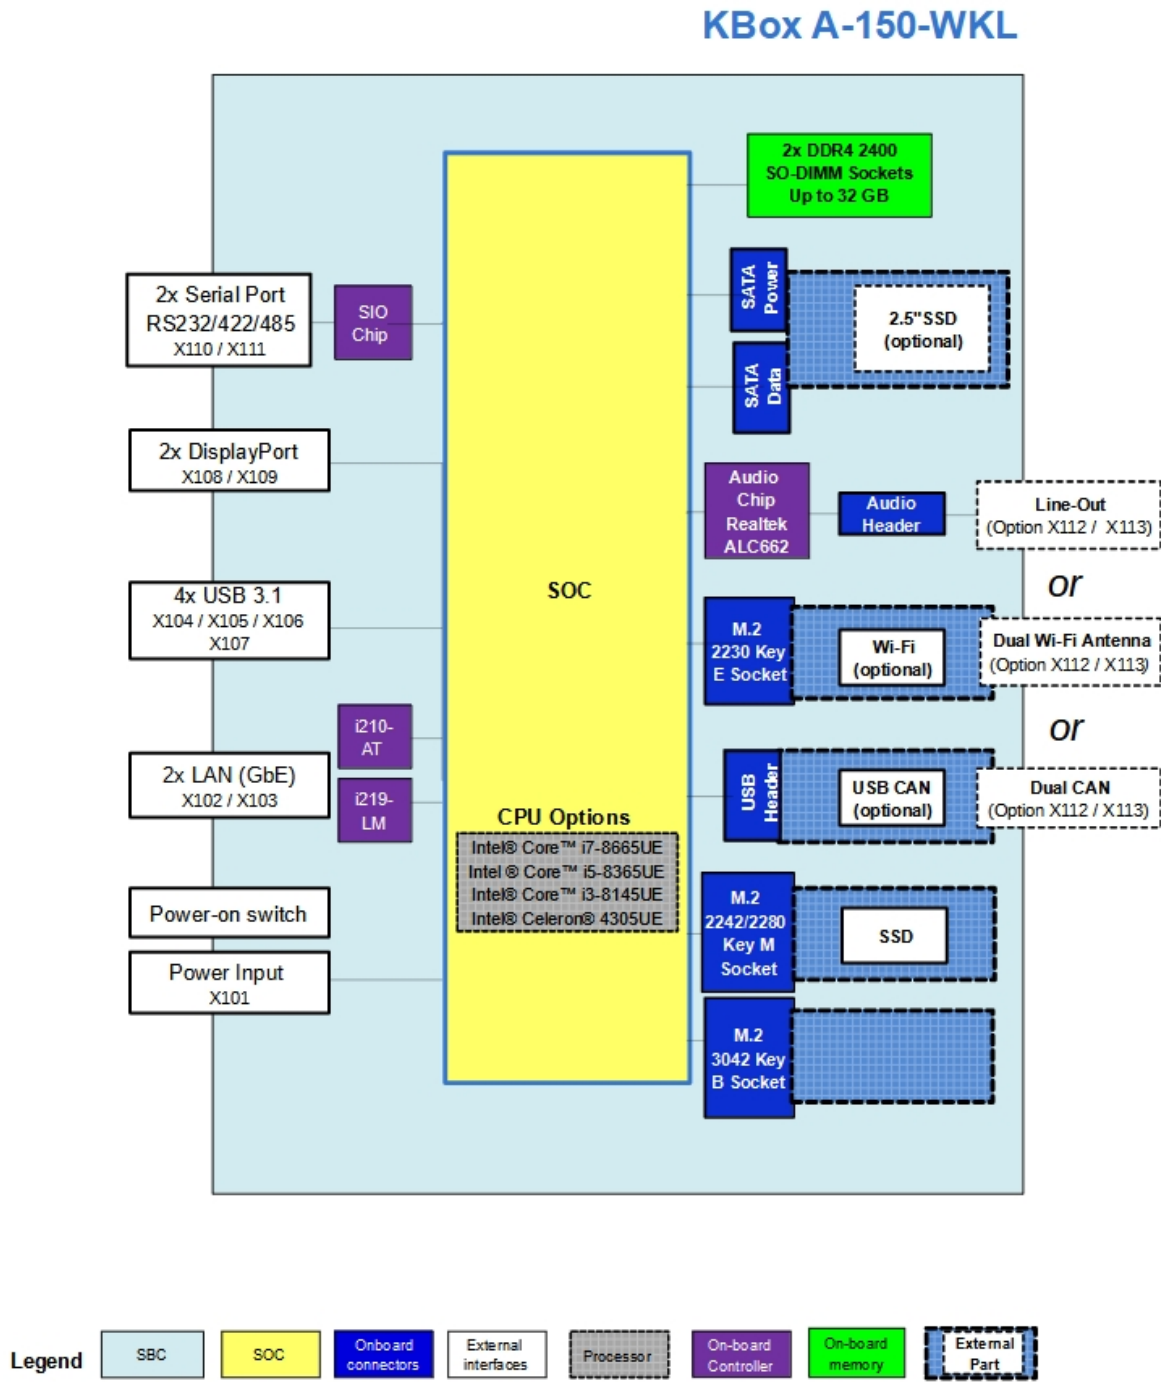 KBox A-150-WKL
2x DDR4 2400
SO-DIMM Sockets
Up to 32 GB
2x Serial Port
RS232/422/485
X110 / X111
SIO
Chip
SATA
Power
2.5"SSD
(optional)
SATA
Data
2x DisplayPort
X108 / X109
Audio
Chip
Realtek
ALC662
Audio
Header
Line-Out
(Option X112 / X113)
or
4x USB 3.1
X104 / X105 / X106
X107
SOC
M.2
2230 Key
E Socket
Wi-Fi
(optional)
Dual Wi-Fi Antenna
(Option X112 / X113)
or
i210-
AT
2x LAN (GbE)
X102 / X103
i219-
LM
USB
Header
USB CAN
(optional)
Dual CAN
(Option X112 / X113)
CPU Options
Intel® Core™ i7-8665UE
Intel ® Core™ i5-8365UE
Intel® Core™ i3-8145UE
Intel® Celeron® 4305UE
Power-on switch
M.2
2242/2280
Key M
Socket
SSD
Power Input
X101
M.2
3042 Key
B Socket
Legend
SBC
SOC
Onboard
connectors
External
interfaces
Processor
On-board
Controller
On-board
memory
External
Part